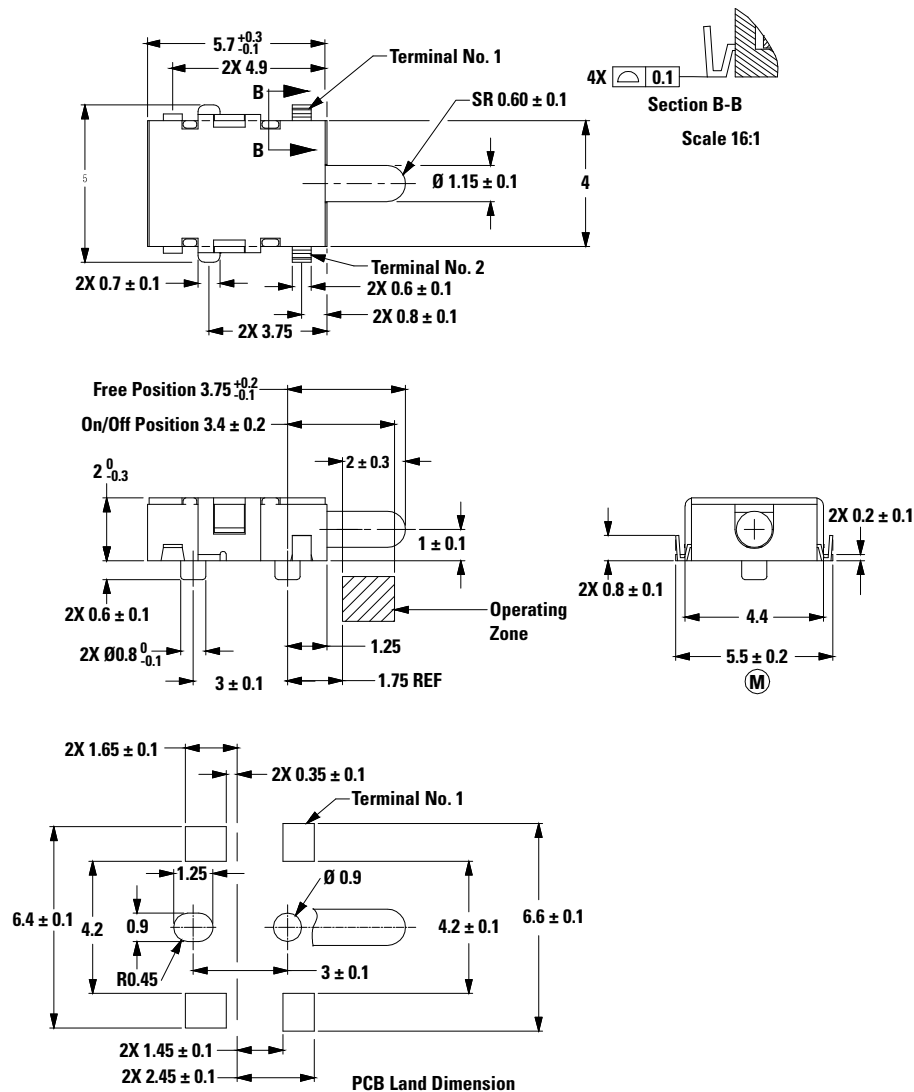 5.7 +0.3 -0.1
2X 4.9
Terminal No. 1
B
B
SR 0.60 ± 0.1
Ø 1.15 ± 0.1
5
4
Terminal No. 2
2X 0.7 ± 0.1
2X 0.6 ± 0.1
2X 0.8 ± 0.1
2X 3.75
4X 0.1
Section B-B
Scale 16:1
Free Position 3.75 +0.2 -0.1
On/Off Position 3.4 ± 0.2
2 ± 0.3
2 0 -0.3
1 ± 0.1
2X 0.6 ± 0.1
Operating
Zone
2X Ø0.8 0 -0.1
1.25
3 ± 0.1
1.75 REF
2X 0.2 ± 0.1
2X 0.8 ± 0.1
4.4
5.5 ± 0.2
M
2X 1.65 ± 0.1
2X 0.35 ± 0.1
Terminal No. 1
1.25
Ø 0.9
6.4 ± 0.1
4.2
0.9
4.2 ± 0.1
6.6 ± 0.1
R0.45
3 ± 0.1
2X 1.45 ± 0.1
2X 2.45 ± 0.1
PCB Land Dimension